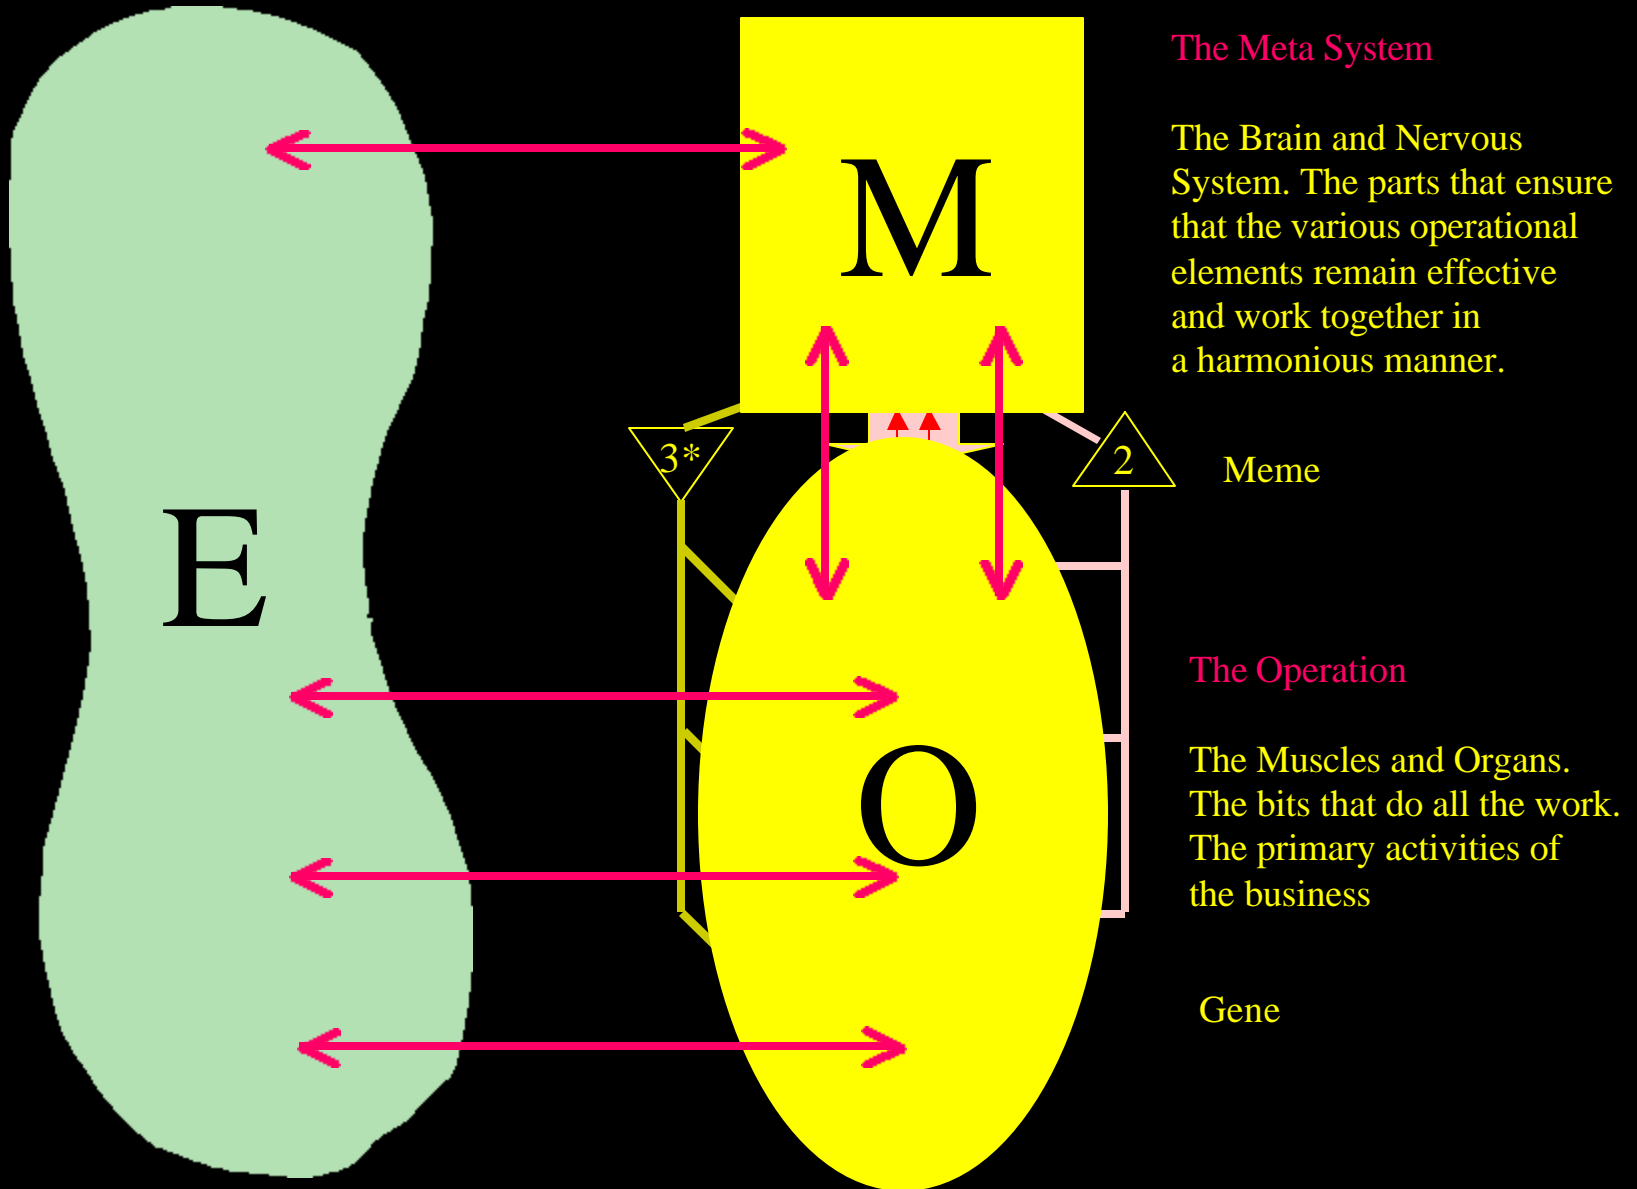 The Meta System
The Brain and Nervous
System. The parts that ensure
that the various operational
elements remain effective
and work together in
a harmonious manner.
M
3*
2
Meme
E
The Operation
The Muscles and Organs.
The bits that do all the work.
The primary activities of
the business
O
Gene